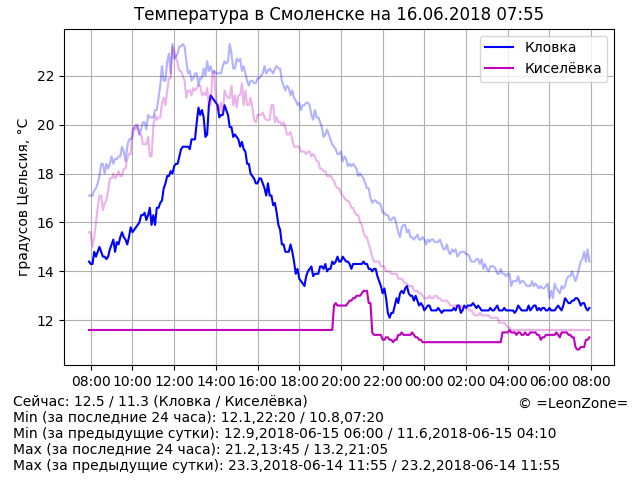 Температура в Смоленске на 16.06.2018 07:55
Кловка
Киселёвка
градусов Цельсия, °C
22
20
18
16
14
12
08:00 10:00 12:00 14:00 16:00 18:00 20:00 22:00 00:00 02:00 04:00 06:00 08:00
Сейчас: 12.5 / 11.3 (Кловка / Киселёвка)
© =LeonZone=
Min (за последние 24 часа): 12.1,22:20 / 10.8,07:20
Min (за предыдущие сутки): 12.9,2018-06-15 06:00 / 11.6,2018-06-15 04:10
Max (за последние 24 часа): 21.2,13:45 / 13.2,21:05
Max (за предыдущие сутки): 23.3,2018-06-14 11:55 / 23.2,2018-06-14 11:55